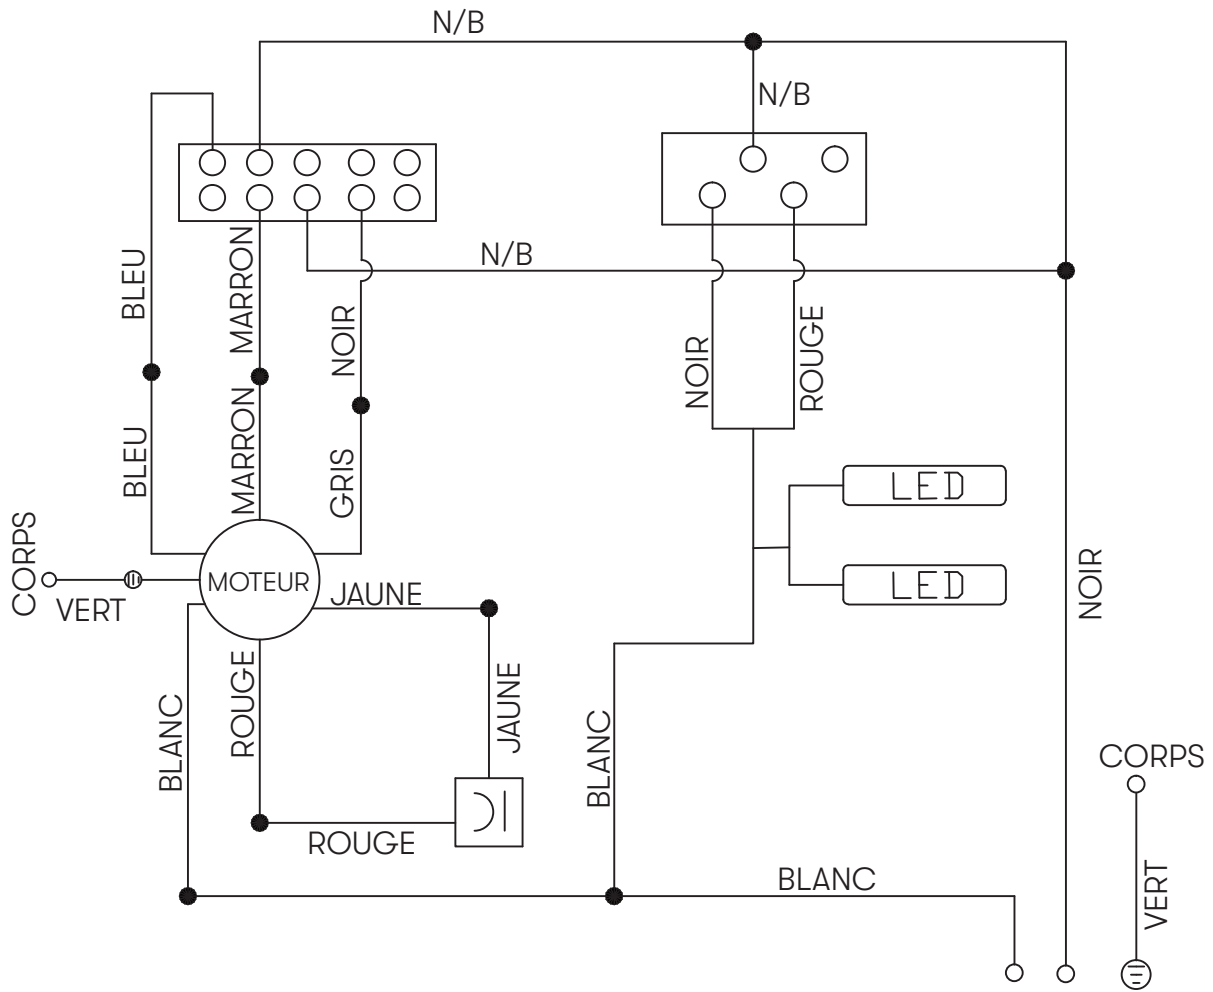 N/B
N/B
BLEU
MARRON
N/B
NOIR
NOIR
ROUGE
BLEU
MARRON
GRIS
LED
CORPS
VERT
MOTEUR
JAUNE
LED
NOIR
BLANC
ROUGE
JAUNE
BLANC
CORPS
ROUGE
BLANC
VERT